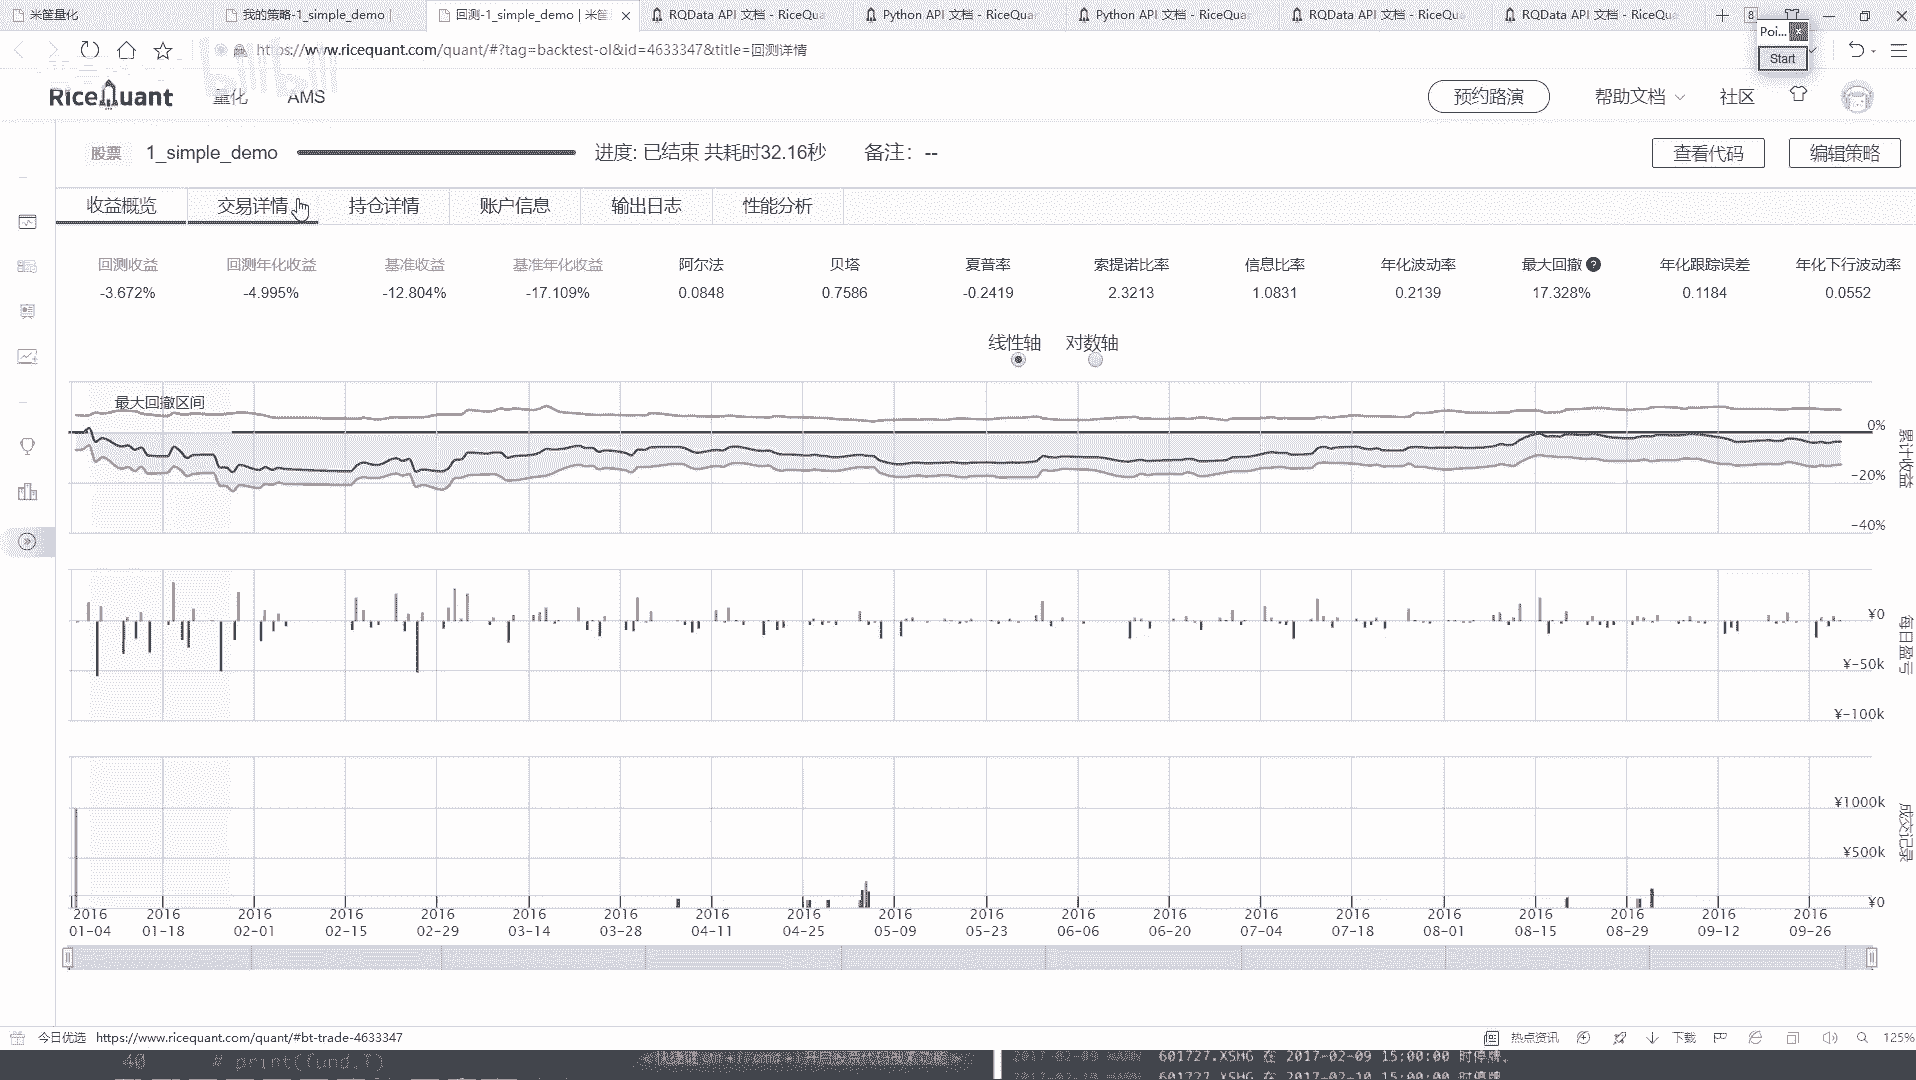 米筐量化
我的策略-1_simple_demo |
回测-1_simple_demo | 米筐
RQData API 文档 - RiceQua
Python API 文档 - RiceQua
Python API 文档 - RiceQuan
RQData API 文档 - RiceQu
RQData API 文档 - RiceQua
8
Poi...
Start
https://www.ricequant.com/quant/#?tag=backtest-ol&id=4633347&title=回测详情
bilibili
RiceQuant
量化
AMS
预约路演
帮助文档
社区
股票
1_simple_demo
进度: 已结束 共耗时32.16秒
备注: --
查看代码
编辑策略
收益概览
交易详情
持仓详情
账户信息
输出日志
性能分析
回测收益
回测年化收益
基准收益
基准年化收益
阿尔法
贝塔
夏普率
索提诺比率
信息比率
年化波动率
最大回撤
年化跟踪误差
年化下行波动率
-3.672%
-4.995%
-12.804%
-17.109%
0.0848
0.7586
-0.2419
2.3213
1.0831
0.2139
17.328%
0.1184
0.0552
线性轴
对数轴
最大回撤区间
0%
-20%
-40%
累计收益
¥0
¥-50k
¥-100k
每日盈亏
¥1000k
¥500k
¥0
成交记录
2016 01-04
2016 01-18
2016 02-01
2016 02-15
2016 02-29
2016 03-14
2016 03-28
2016 04-11
2016 04-25
2016 05-09
2016 05-23
2016 06-06
2016 06-20
2016 07-04
2016 07-18
2016 08-01
2016 08-15
2016 08-29
2016 09-12
2016 09-26
今日优选
https://www.ricequant.com/quant/#bt-trade-4633347
热点资讯
下载
125%
40 # print(fund.T)
2017-02-09 WARN 601727.XSHG 在 2017-02-09 15:00:00 时停牌。
2017-02-10 WARN 601727.XSHG 在 2017-02-10 15:00:00 时停牌。